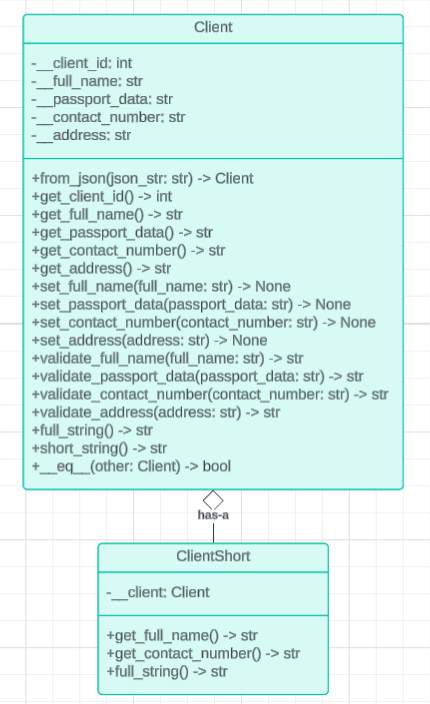 Client
-__client_id: int
-__full_name: str
-__passport_data: str
-__contact_number: str
-__address: str
+from_json(json_str: str) -> Client
+get_client_id() -> int
+get_full_name() -> str
+get_passport_data() -> str
+get_contact_number() -> str
+get_address() -> str
+set_full_name(full_name: str) -> None
+set_passport_data(passport_data: str) -> None
+set_contact_number(contact_number: str) -> None
+set_address(address: str) -> None
+validate_full_name(full_name: str) -> str
+validate_passport_data(passport_data: str) -> str
+validate_contact_number(contact_number: str) -> str
+validate_address(address: str) -> str
+full_string() -> str
+short_string() -> str
+__eq__(other: Client) -> bool
has-a
ClientShort
-__client: Client
+get_full_name() -> str
+get_contact_number() -> str
+full_string() -> str